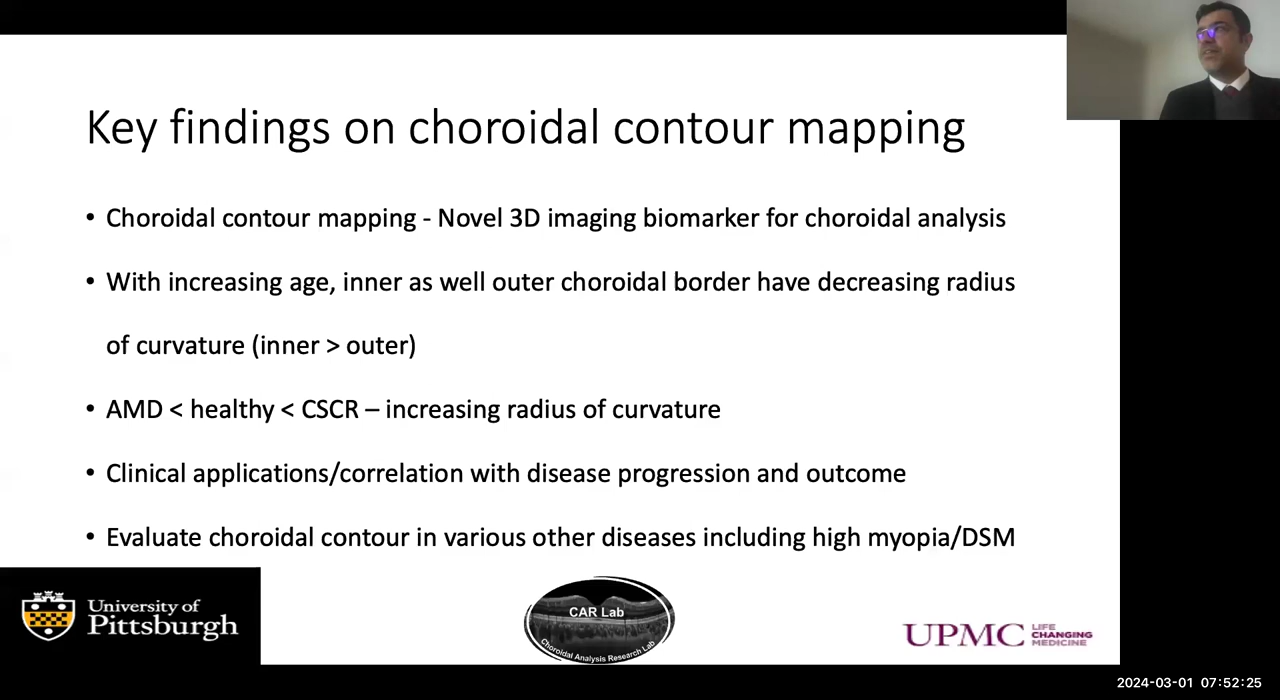 Key findings on choroidal contour mapping
• Choroidal contour mapping - Novel 3D imaging biomarker for choroidal analysis
• With increasing age, inner as well outer choroidal border have decreasing radius
of curvature (inner > outer)
• AMD < healthy < CSCR – increasing radius of curvature
• Clinical applications/correlation with disease progression and outcome
• Evaluate choroidal contour in various other diseases including high myopia/DSM
University of
Pittsburgh
CAR Lab
Choroidal Analysis Research Lab
UPMC
LIFE
CHANGING
MEDICINE
2024-03-01 07:52:25